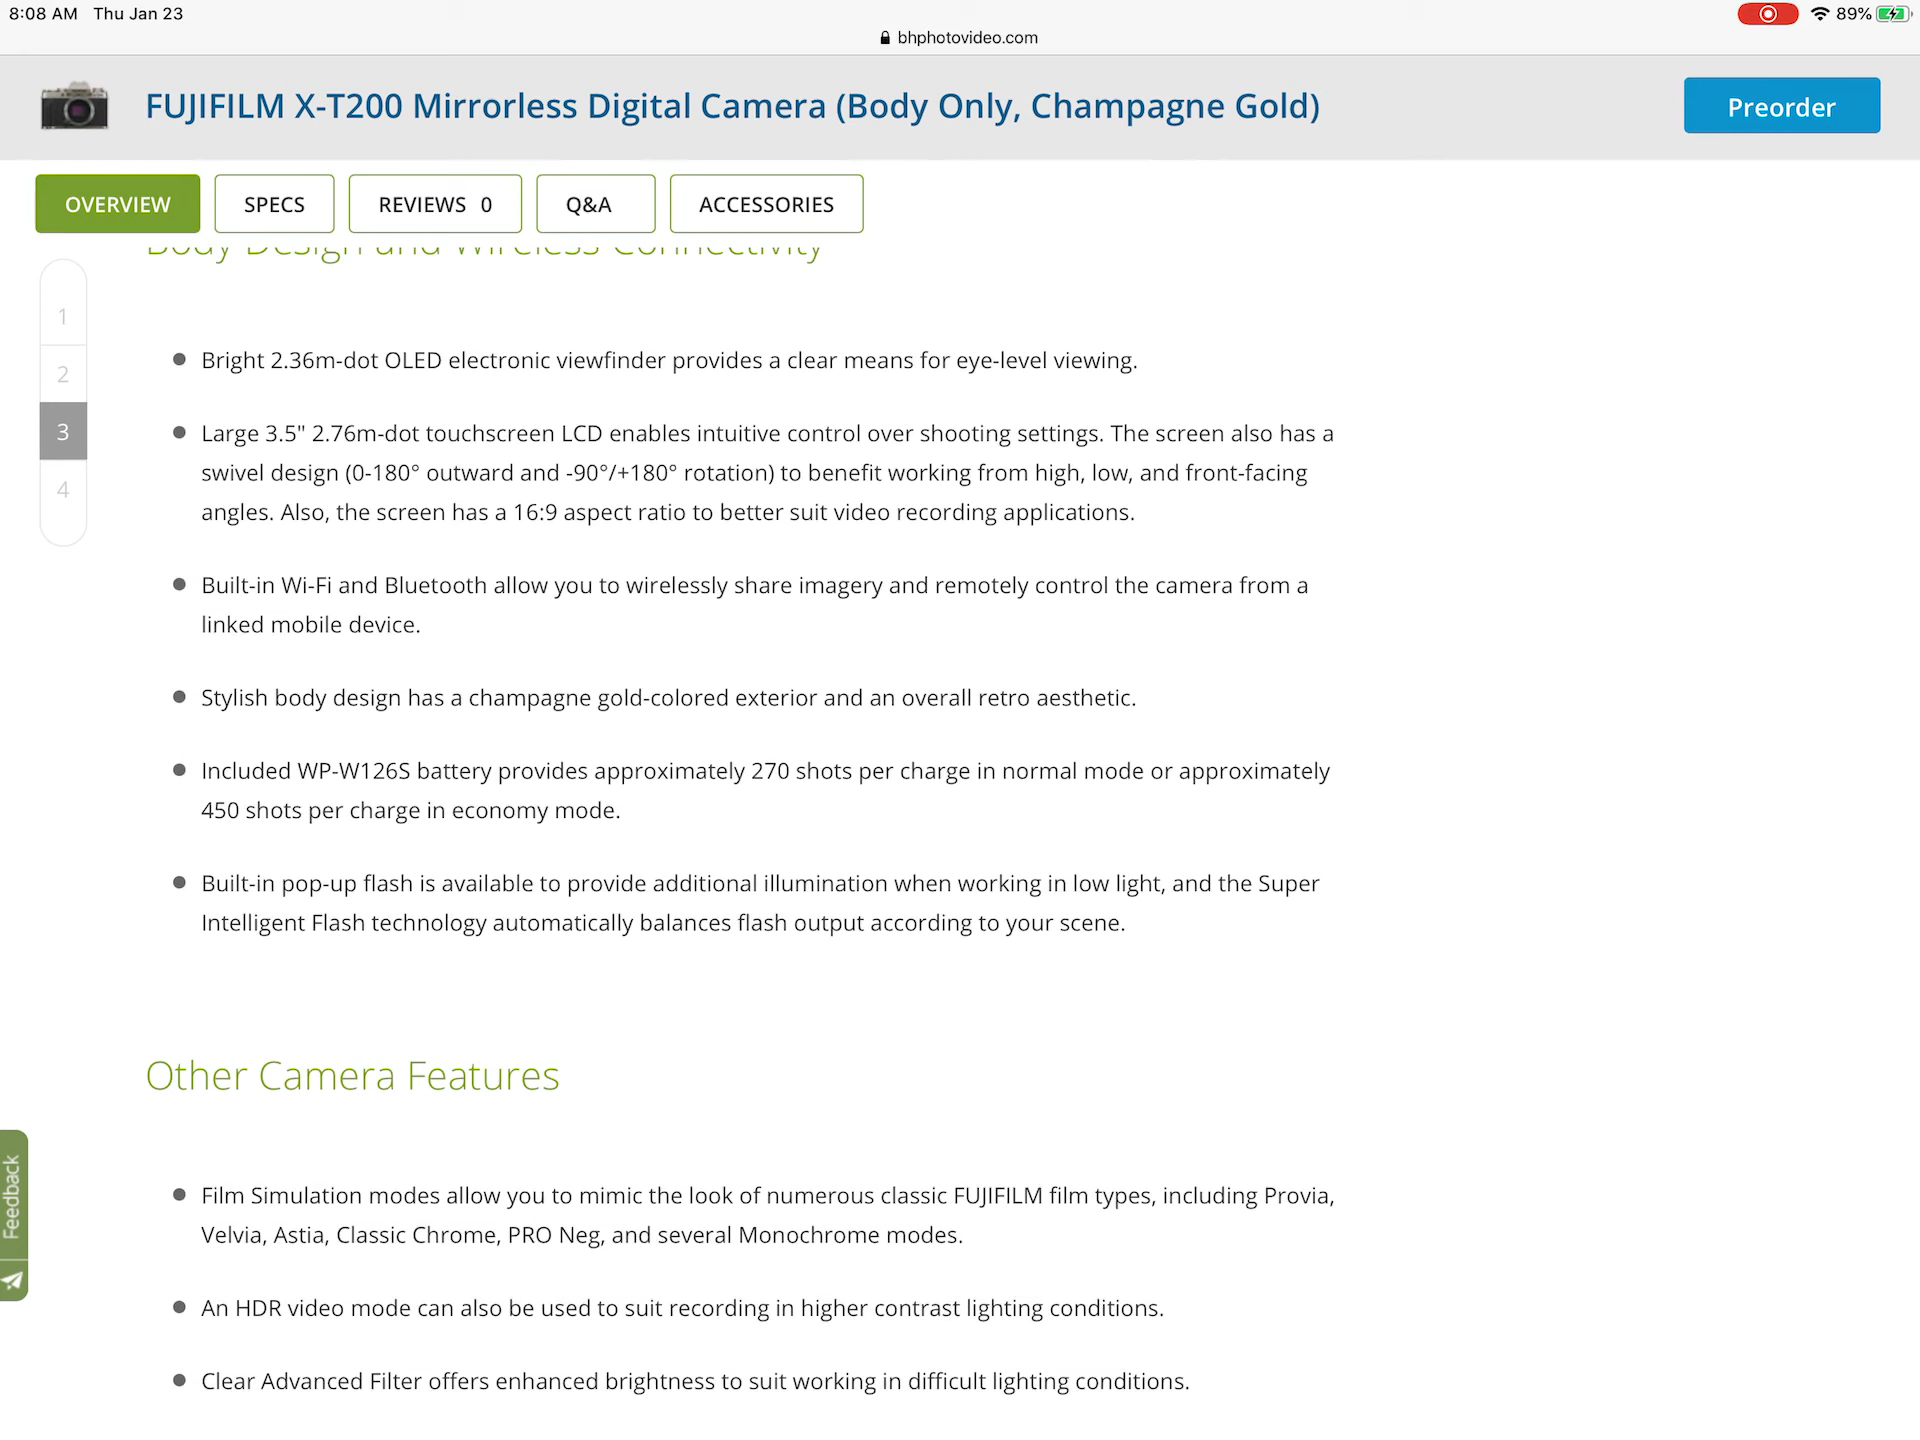 8:08 AM Thu Jan 23
89%
bhphotovideo.com
FUJIFILM X-T200 Mirrorless Digital Camera (Body Only, Champagne Gold)
Preorder
OVERVIEW
SPECS
REVIEWS 0
Q&A
ACCESSORIES
Body Design and Wireless Connectivity
1
2
3
4
Bright 2.36m-dot OLED electronic viewfinder provides a clear means for eye-level viewing.
Large 3.5" 2.76m-dot touchscreen LCD enables intuitive control over shooting settings. The screen also has a
swivel design (0-180° outward and -90°/+180° rotation) to benefit working from high, low, and front-facing
angles. Also, the screen has a 16:9 aspect ratio to better suit video recording applications.
Built-in Wi-Fi and Bluetooth allow you to wirelessly share imagery and remotely control the camera from a
linked mobile device.
Stylish body design has a champagne gold-colored exterior and an overall retro aesthetic.
Included WP-W126S battery provides approximately 270 shots per charge in normal mode or approximately
450 shots per charge in economy mode.
Built-in pop-up flash is available to provide additional illumination when working in low light, and the Super
Intelligent Flash technology automatically balances flash output according to your scene.
Other Camera Features
Feedback
Film Simulation modes allow you to mimic the look of numerous classic FUJIFILM film types, including Provia,
Velvia, Astia, Classic Chrome, PRO Neg, and several Monochrome modes.
An HDR video mode can also be used to suit recording in higher contrast lighting conditions.
Clear Advanced Filter offers enhanced brightness to suit working in difficult lighting conditions.